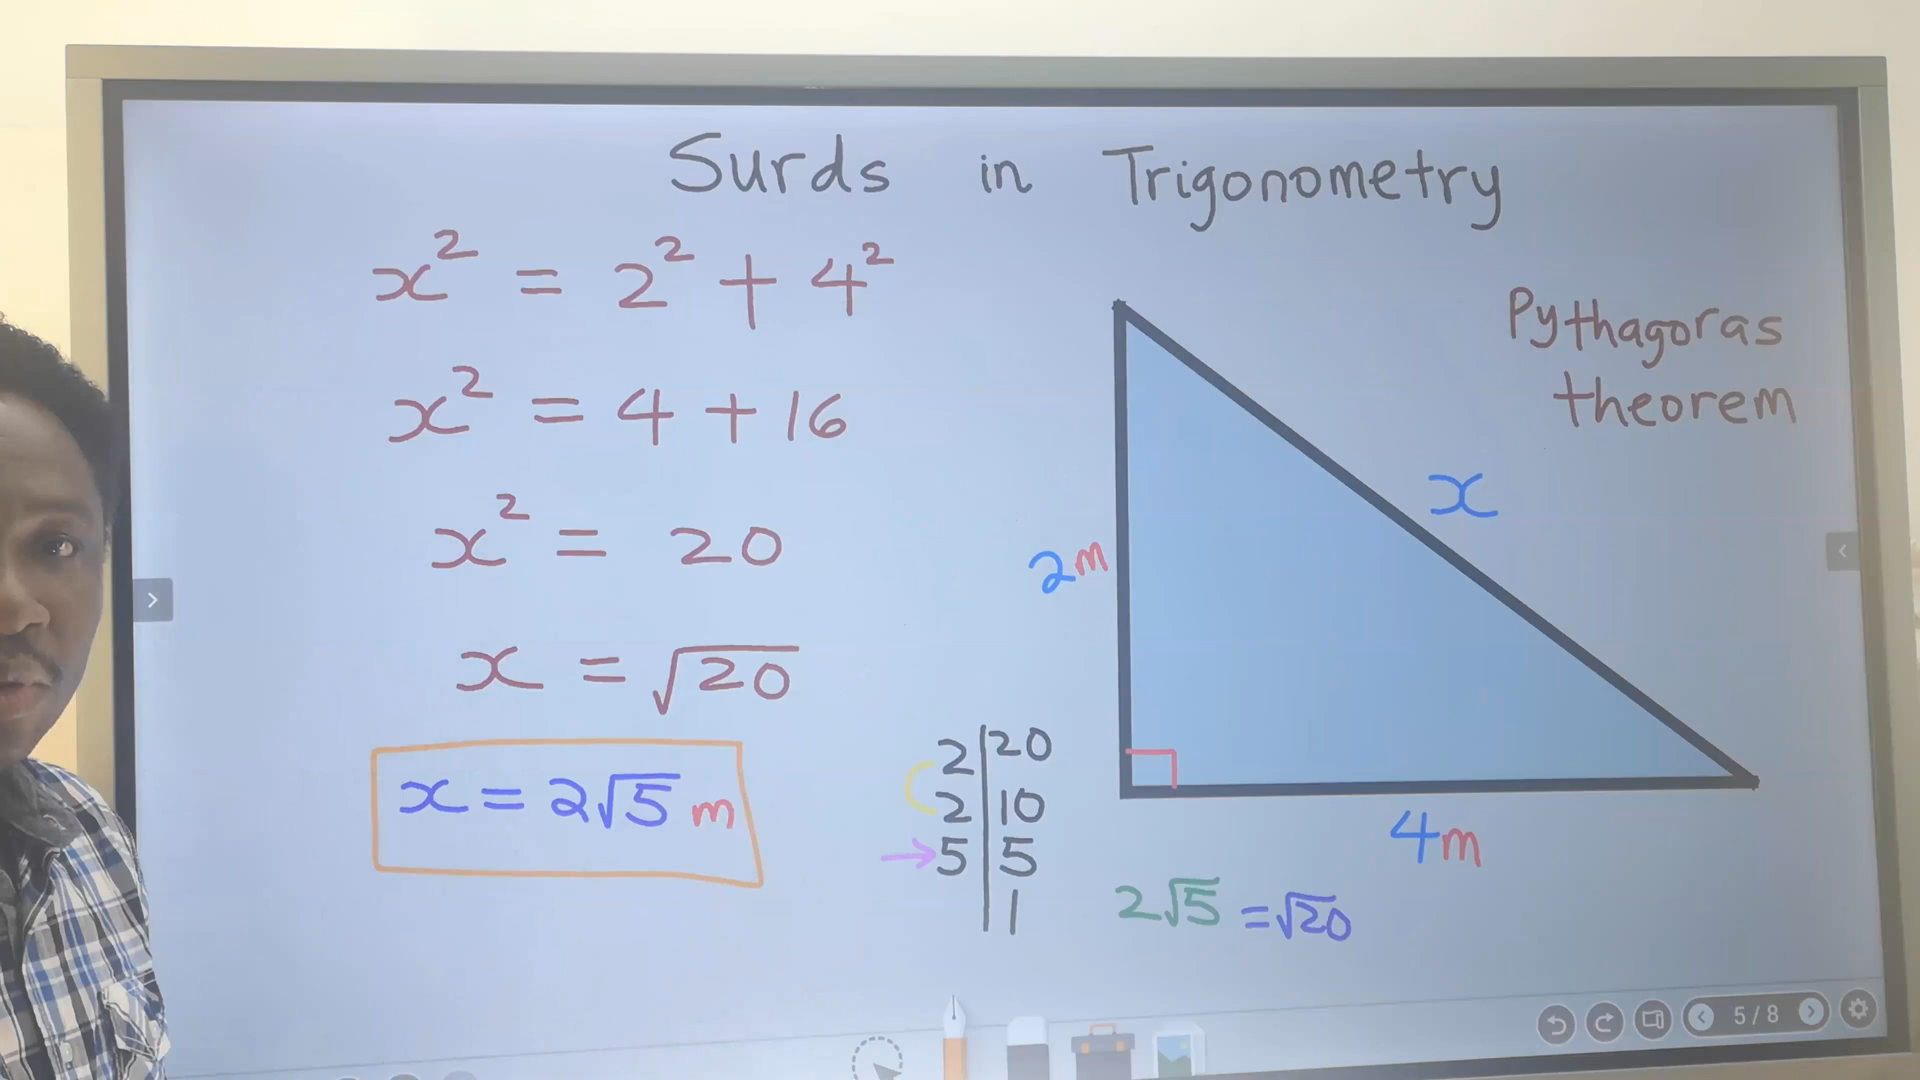 Surds in Trigonometry
x² = 2² + 4²
x² = 4 + 16
x² = 20
x = √20
x = 2√5 m
2 | 20
2 | 10
5 | 5
| 1
2√5 = √20
Pythagoras
theorem
x
2m
4m
5 / 8